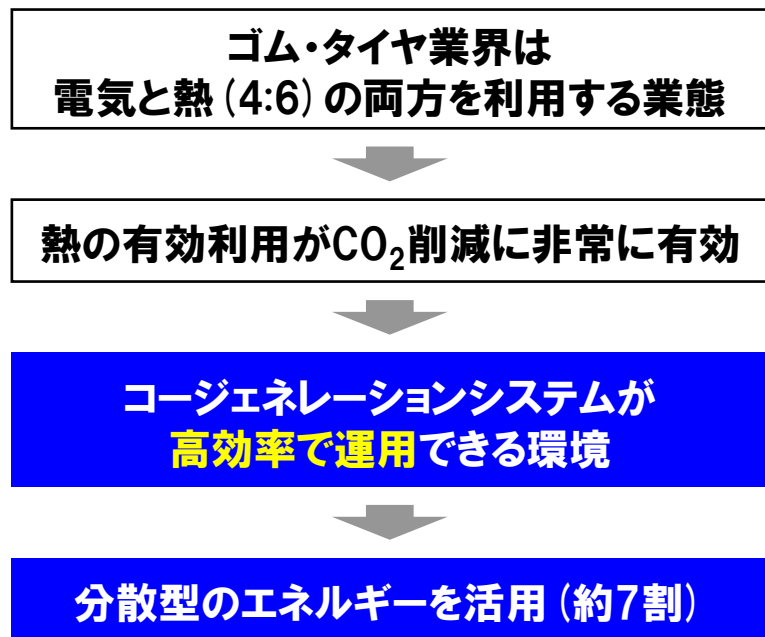 ゴム・タイヤ業界は
電気と熱(4:6)の両方を利用する業態
熱の有効利用がCO₂削減に非常に有効
コージェネレーションシステムが
高効率で運用できる環境
分散型のエネルギーを活用(約7割)